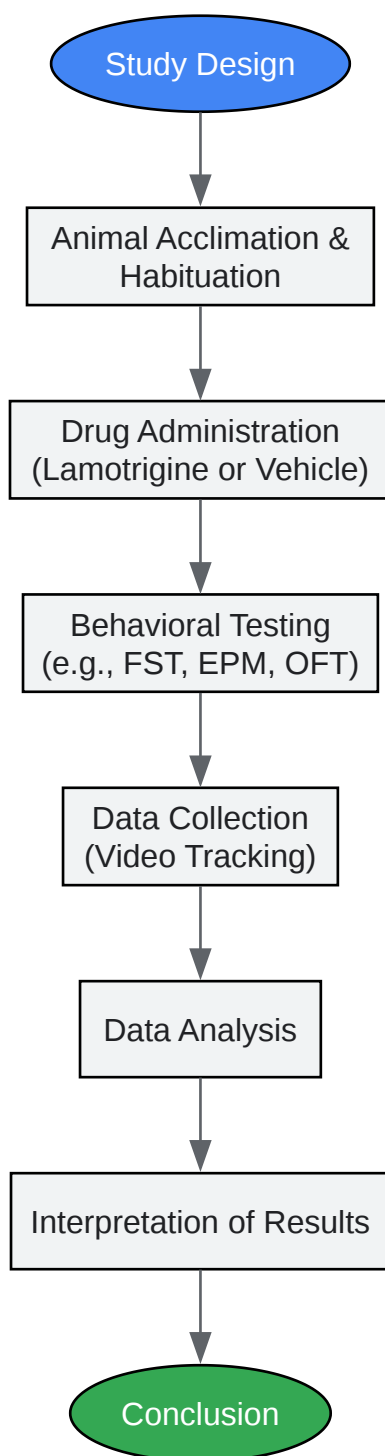 Study Design
Animal Acclimation &
Habituation
Drug Administration
(Lamotrigine or Vehicle)
Behavioral Testing
(e.g., FST, EPM, OFT)
Data Collection
(Video Tracking)
Data Analysis
Interpretation of Results
Conclusion